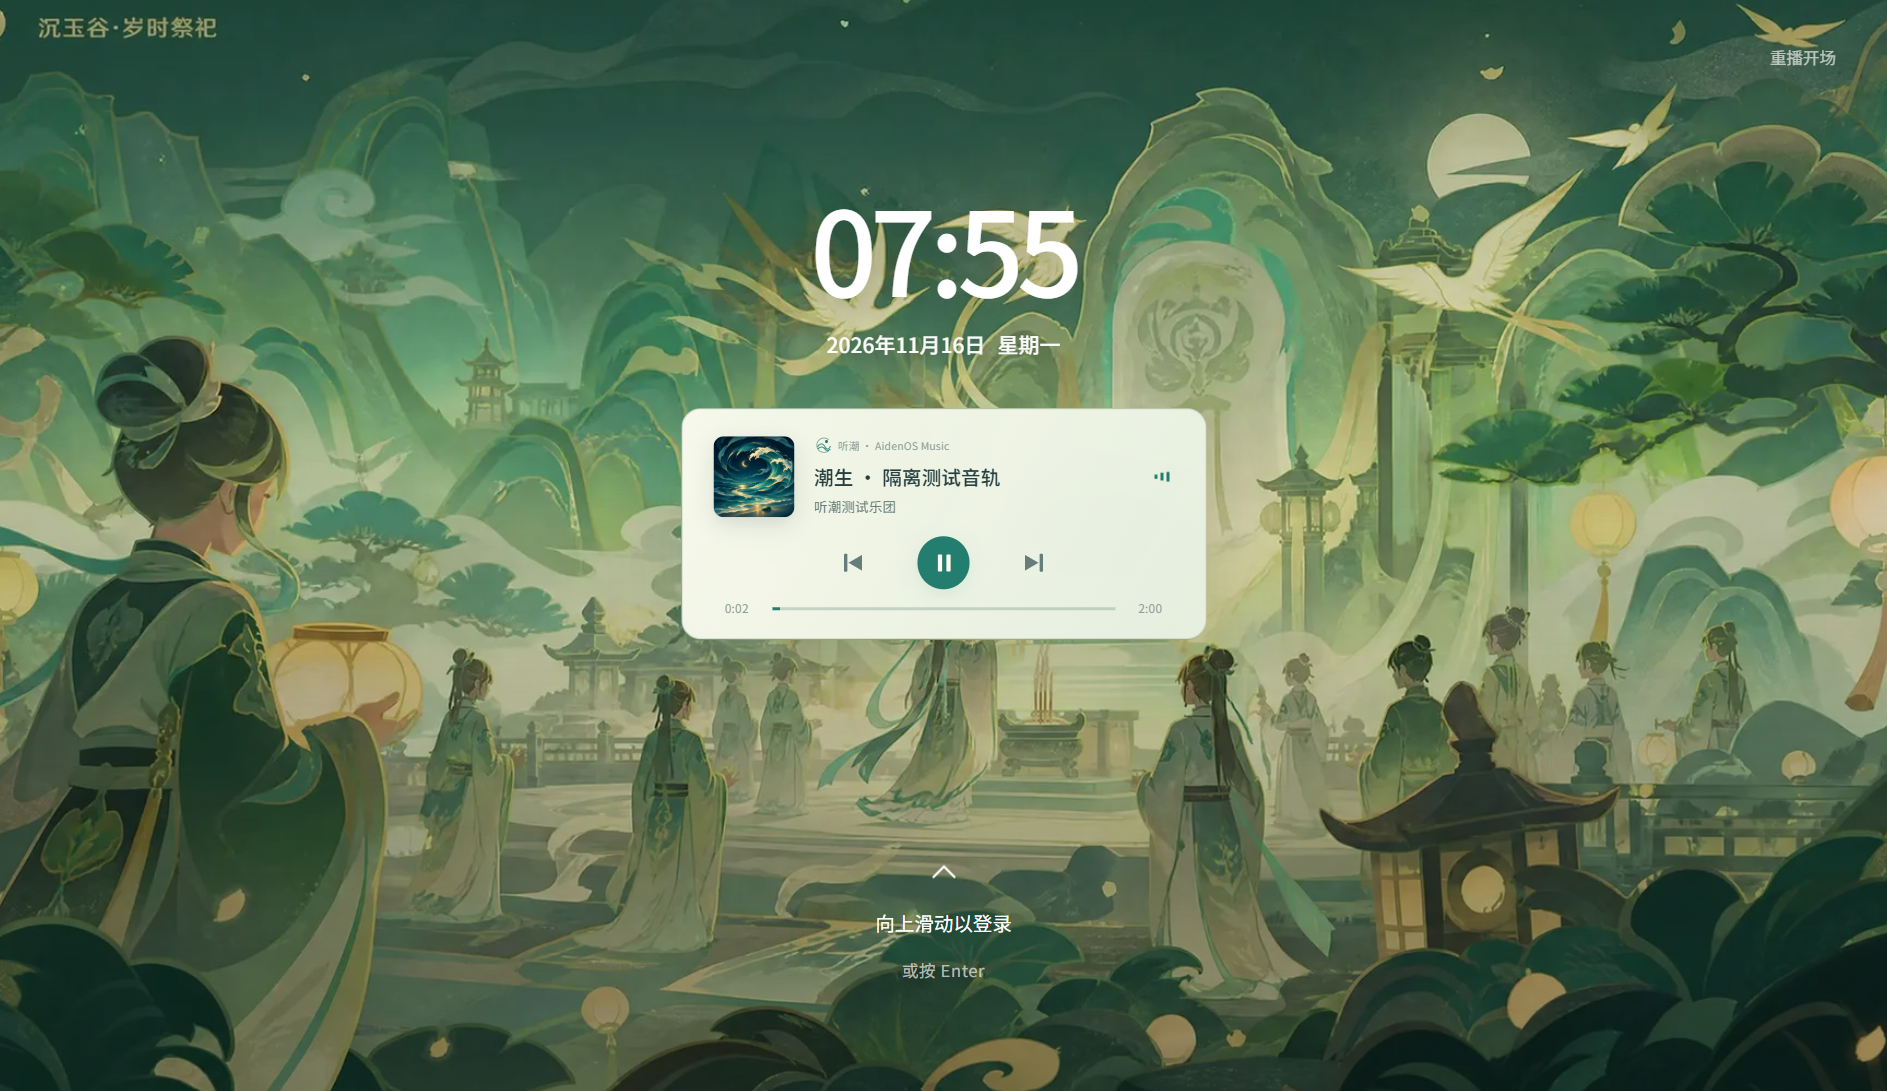 沉玉谷·岁时祭祀
重播开场
07:55
2026年11月16日 星期一
听潮 · AidenOS Music
潮生 · 隔离测试音轨
听潮测试乐团
0:02
2:00
向上滑动以登录
或按 Enter